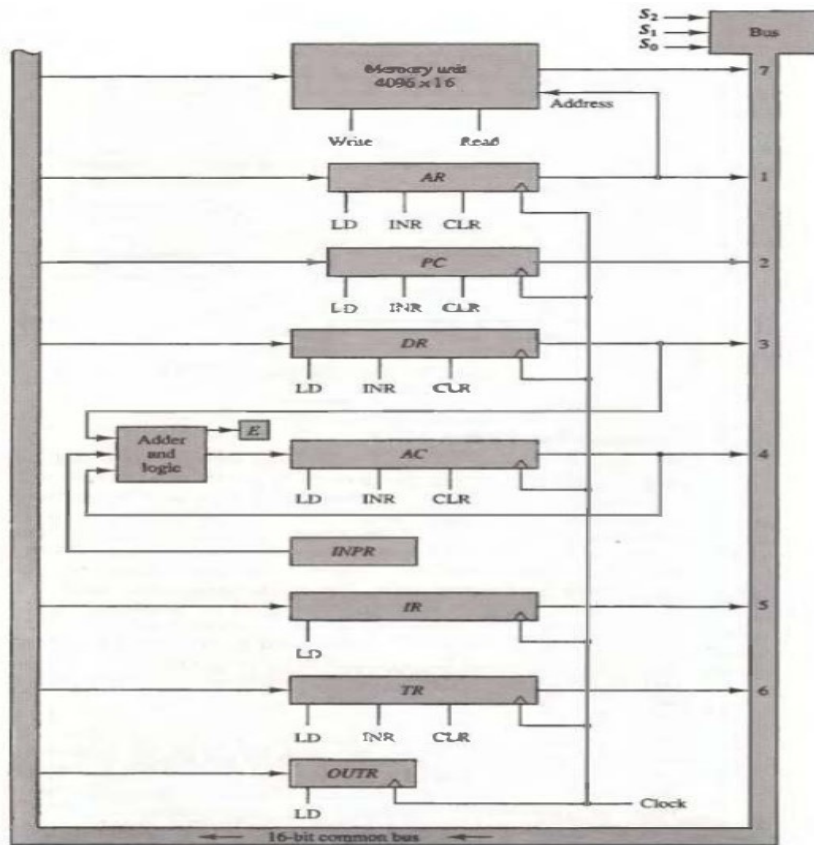 S2
S1
S0
Bus
Memory unit
4096 x 16
7
Address
Write Read
AR
1
LD INR CLR
PC
2
LD INR CLR
DR
3
LD INR CLR
Adder
and
logic
E
AC
4
LD INR CLR
INPR
IR
5
LD
TR
6
LD INR CLR
OUTR
LD
Clock
16-bit common bus